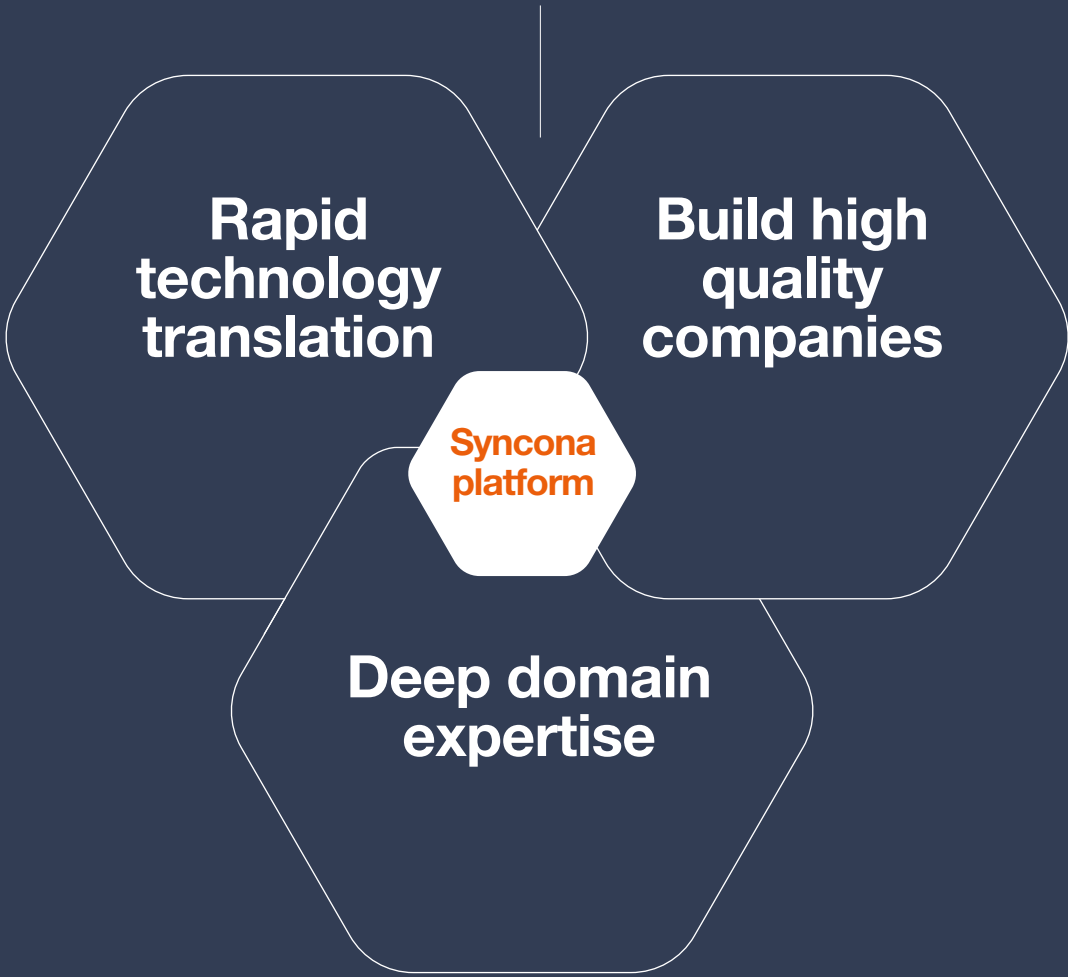 Rapid
technology
translation
Build high
quality
companies
Syncona
platform
Deep domain
expertise